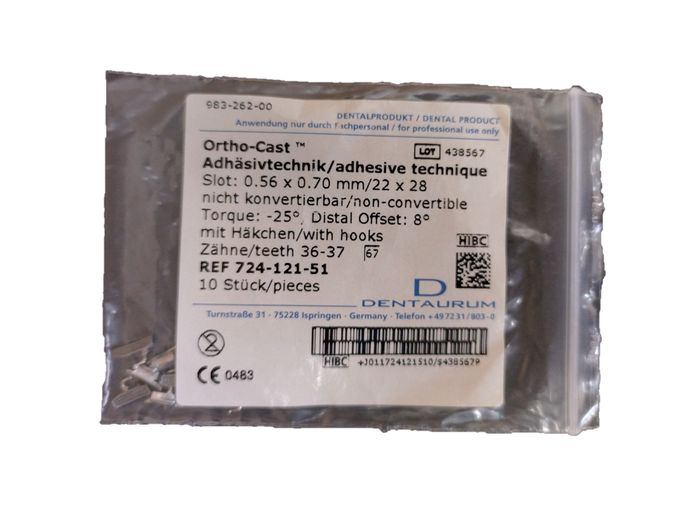 983-262-00
DENTALPRODUKT / DENTAL PRODUCT
Anwendung nur durch Fachpersonal / for professional use only
Ortho-Cast ™
LOT 438567
Adhäsivtechnik/adhesive technique
Slot: 0.56 x 0.70 mm/22 x 28
nicht konvertierbar/non-convertible
Torque: -25°, Distal Offset: 8°
mit Häkchen/with hooks
HIBC
Zähne/teeth 36-37 67
REF 724-121-51
10 Stück/pieces
D
DENTAURUM
Turnstraße 31 · 75228 Ispringen · Germany · Telefon +497231/803-0
2
HIBC +J011724121510/$4385679
CE 0483